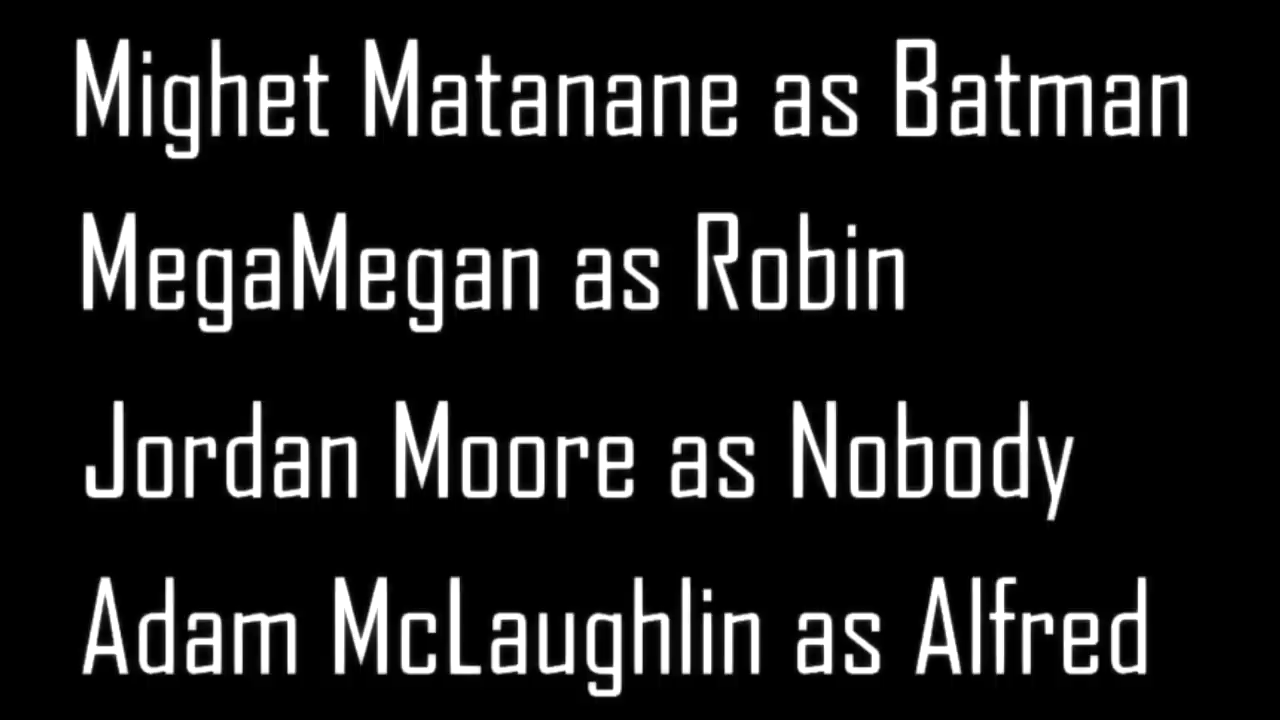 Mighet Matanane as Batman
MegaMegan as Robin
Jordan Moore as Nobody
Adam McLaughlin as Alfred